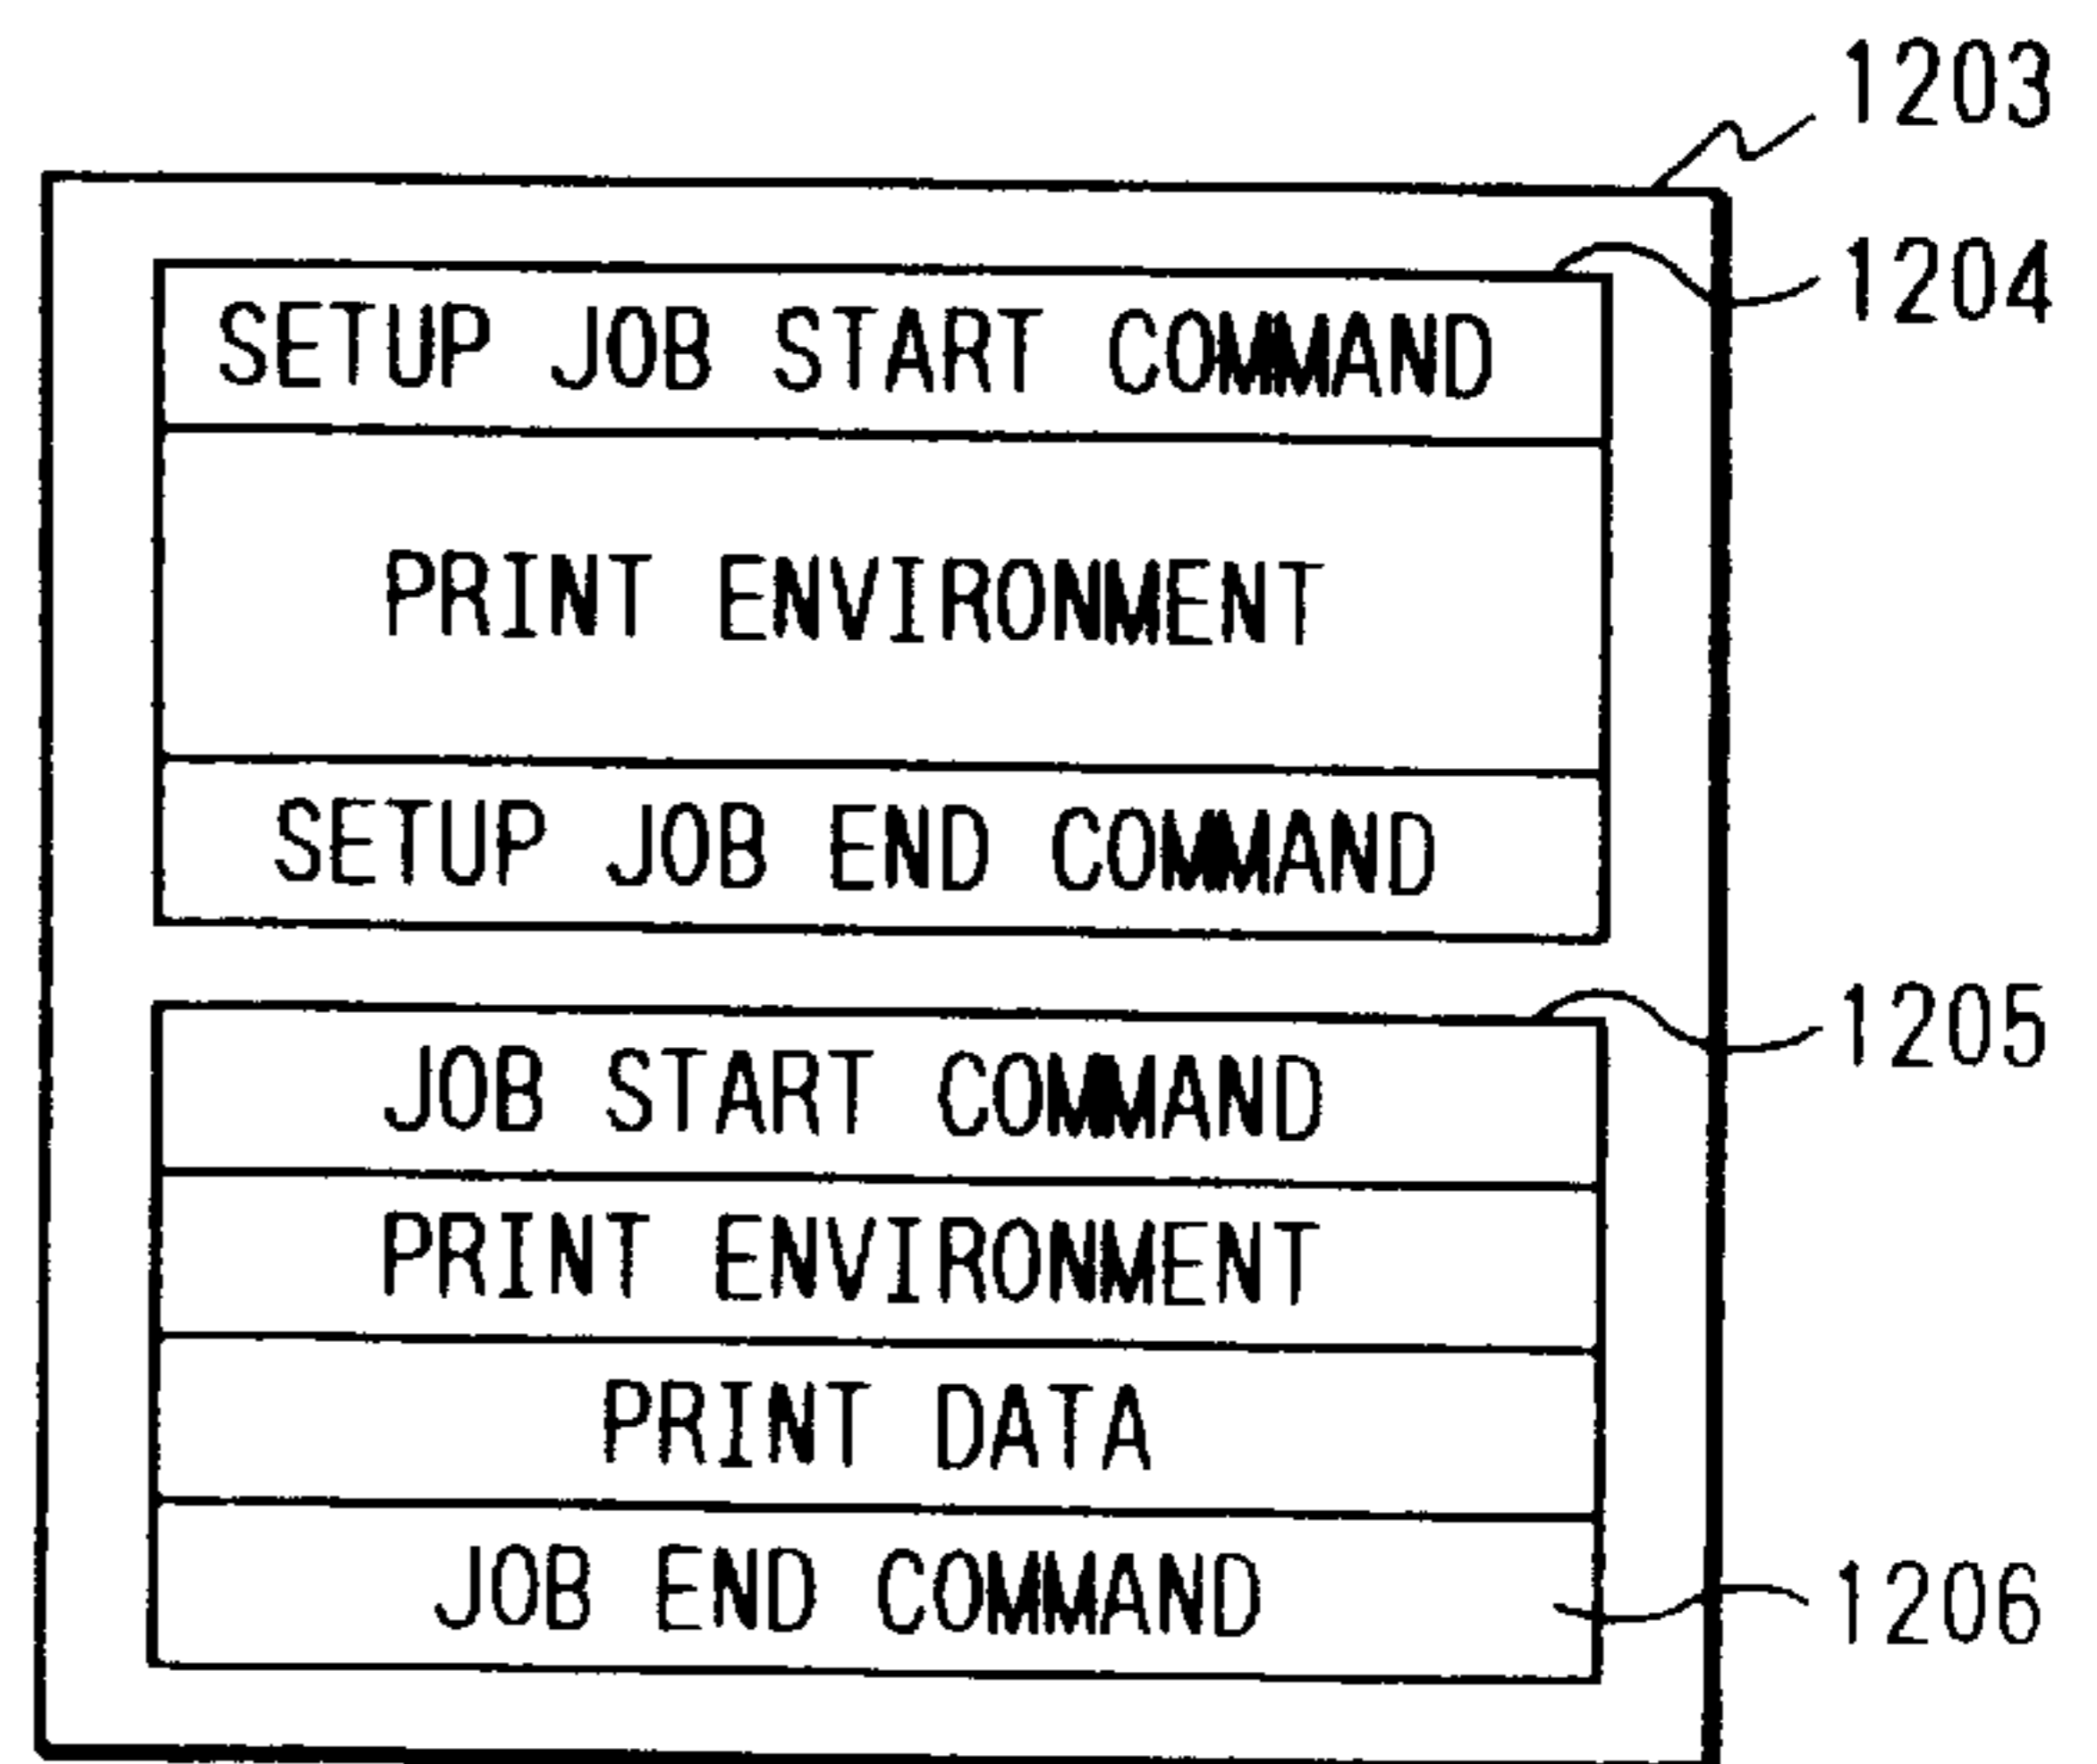 1203
1204
SETUP JOB START COMMAND
PRINT ENVIRONMENT
SETUP JOB END COMMAND
1205
JOB START COMMAND
PRINT ENVIRONMENT
PRINT DATA
JOB END COMMAND
1206